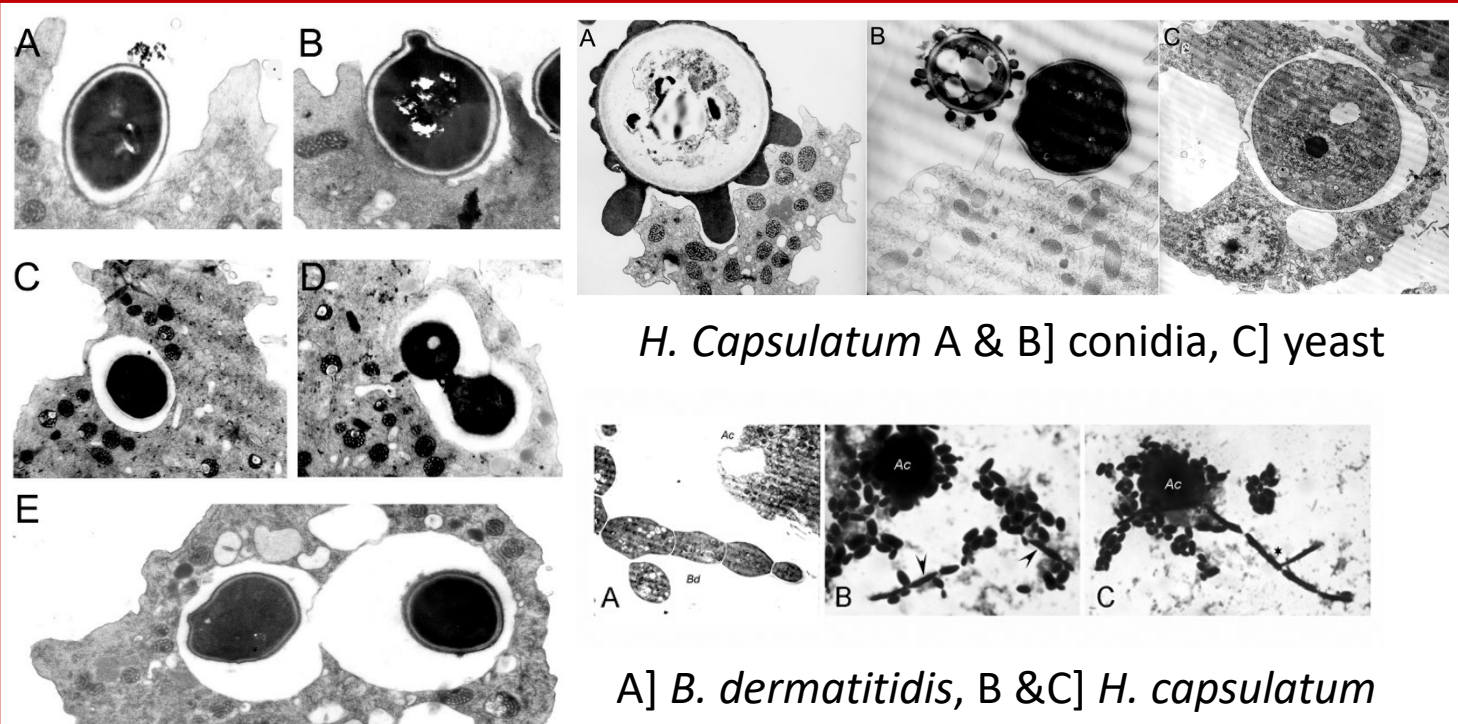 A
B
C
D
E
A
B
C
H. Capsulatum A & B] conidia, C] yeast
Ac
Bd
A
Ac
B
Ac
C
A] B. dermatitidis, B &C] H. capsulatum